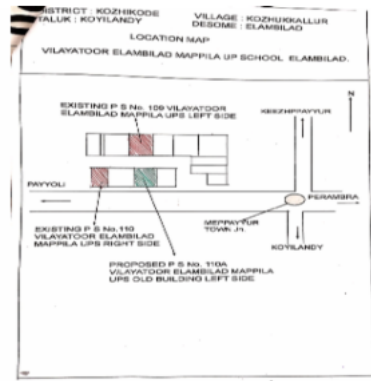 DISTRICT : KOZHIKODE
TALUK : KOYILANDY
VILLAGE : KOZHUKKALLUR
DESOME : ELAMBILAD
LOCATION MAP
VILAYATOOR ELAMBILAD MAPPILA UP SCHOOL ELAMBILAD.
EXISTING P S No. 109 VILAYATOOR
ELAMBILAD MAPPILA UPS LEFT SIDE
KEEZHPPAYYUR
N
PAYYOLI
PERAMBRA
EXISTING P S No.110
VILAYATOOR ELAMBILAD
MAPPILA UPS RIGHT SIDE
MEPPAYYUR
TOWN Jn.
KOYILANDY
PROPOSED P S No. 110A
VILAYATOOR ELAMBILAD MAPPILA
UPS OLD BUILDING LEFT SIDE